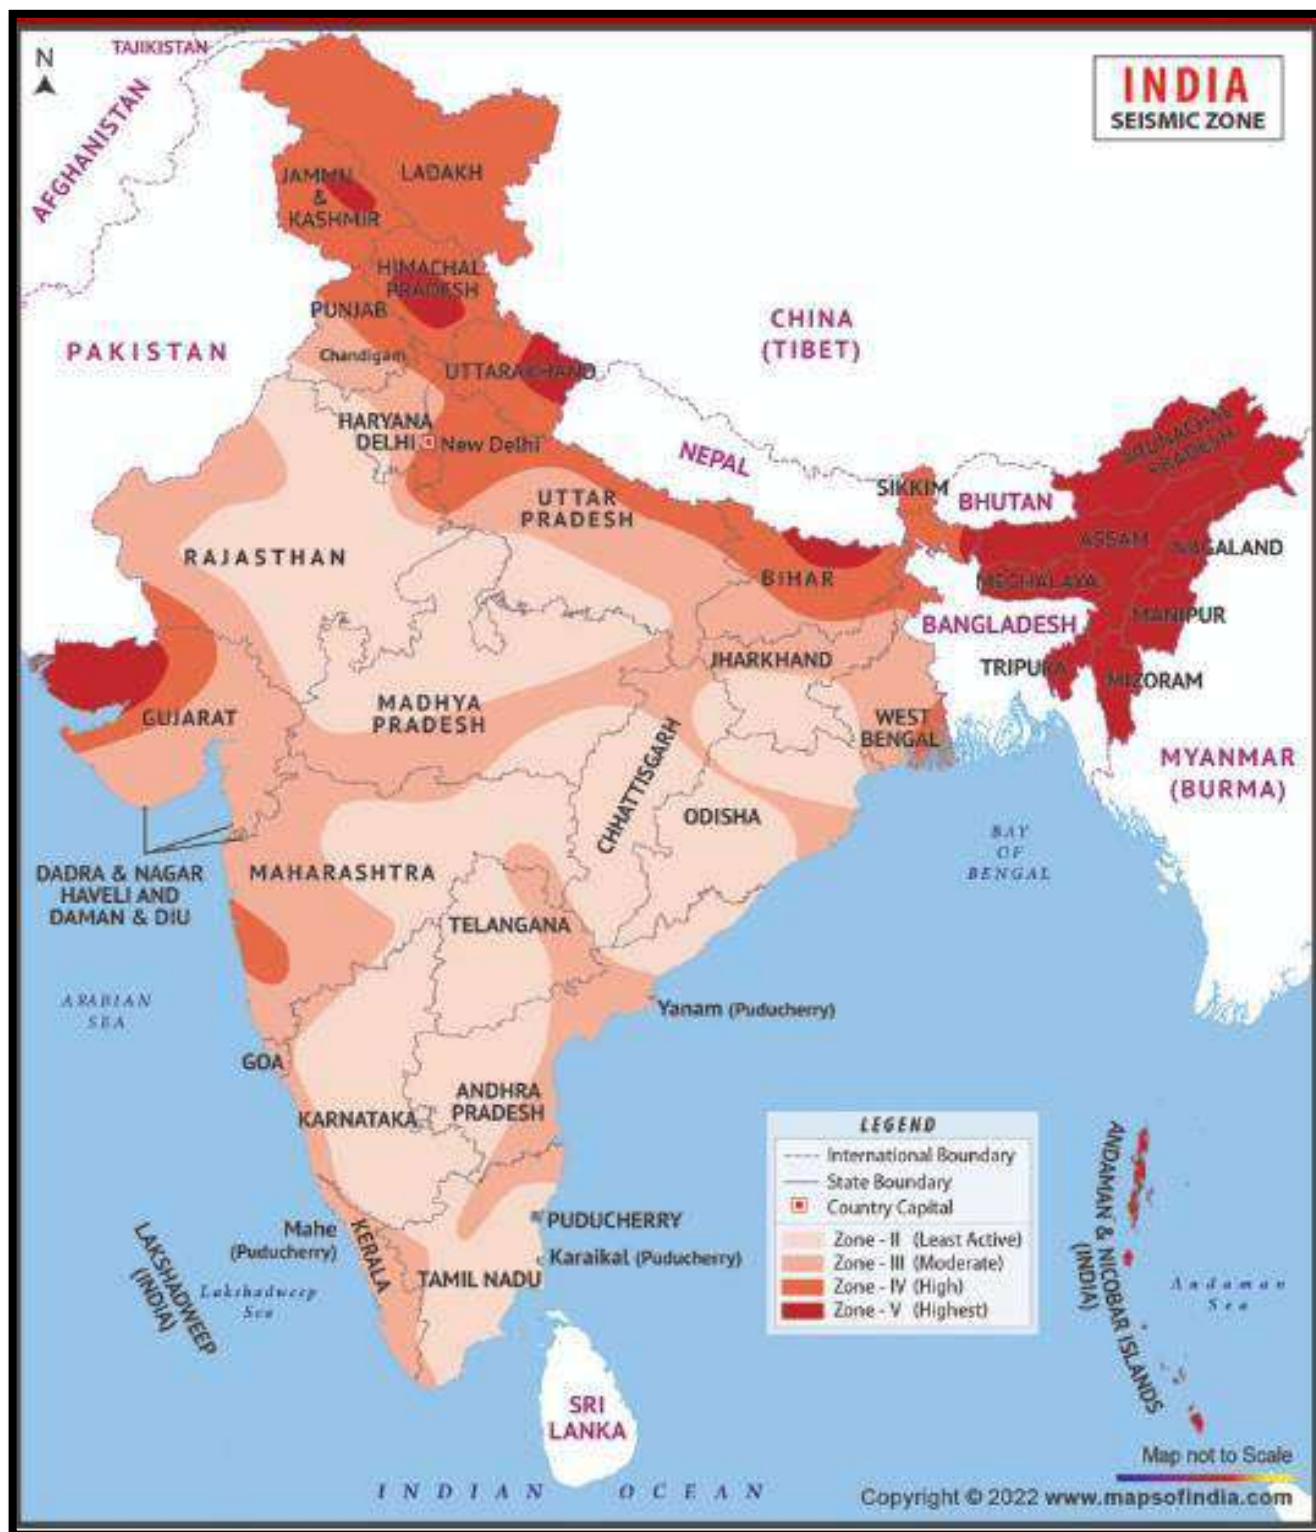 N
TAJIKISTAN
AFGHANISTAN
INDIA
SEISMIC ZONE
JAMMU
&
KASHMIR
LADAKH
HIMACHAL
PRADESH
PUNJAB
CHINA
(TIBET)
PAKISTAN
Chandigarh
UTTARAKHAND
HARYANA
DELHI
New Delhi
NEPAL
ARUNACHAL
PRADESH
SIKKIM
BHUTAN
UTTAR
PRADESH
RAJASTHAN
ASSAM
NAGALAND
BIHAR
MEGHALAYA
MANIPUR
BANGLADESH
JHARKHAND
TRIPURA
MIZORAM
GUJARAT
MADHYA
PRADESH
WEST
BENGAL
MYANMAR
(BURMA)
CHHATTISGARH
ODISHA
BAY
OF
BENGAL
DADRA & NAGAR
HAVELI AND
DAMAN & DIU
MAHARASHTRA
TELANGANA
ARABIAN
SEA
Yanam (Puducherry)
GOA
ANDHRA
PRADESH
KARNATAKA
LEGEND
International Boundary
State Boundary
Country Capital
Zone - II (Least Active)
Zone - III (Moderate)
Zone - IV (High)
Zone - V (Highest)
ANDAMAN & NICOBAR ISLANDS
(INDIA)
Andaman
Sea
Mahe
(Puducherry)
KERALA
PUDUCHERRY
Karaikal (Puducherry)
TAMIL NADU
LAKSHADWEEP
(INDIA)
Lakshadweep
Sea
SRI
LANKA
INDIAN OCEAN
Map not to Scale
Copyright © 2022 www.mapsofindia.com